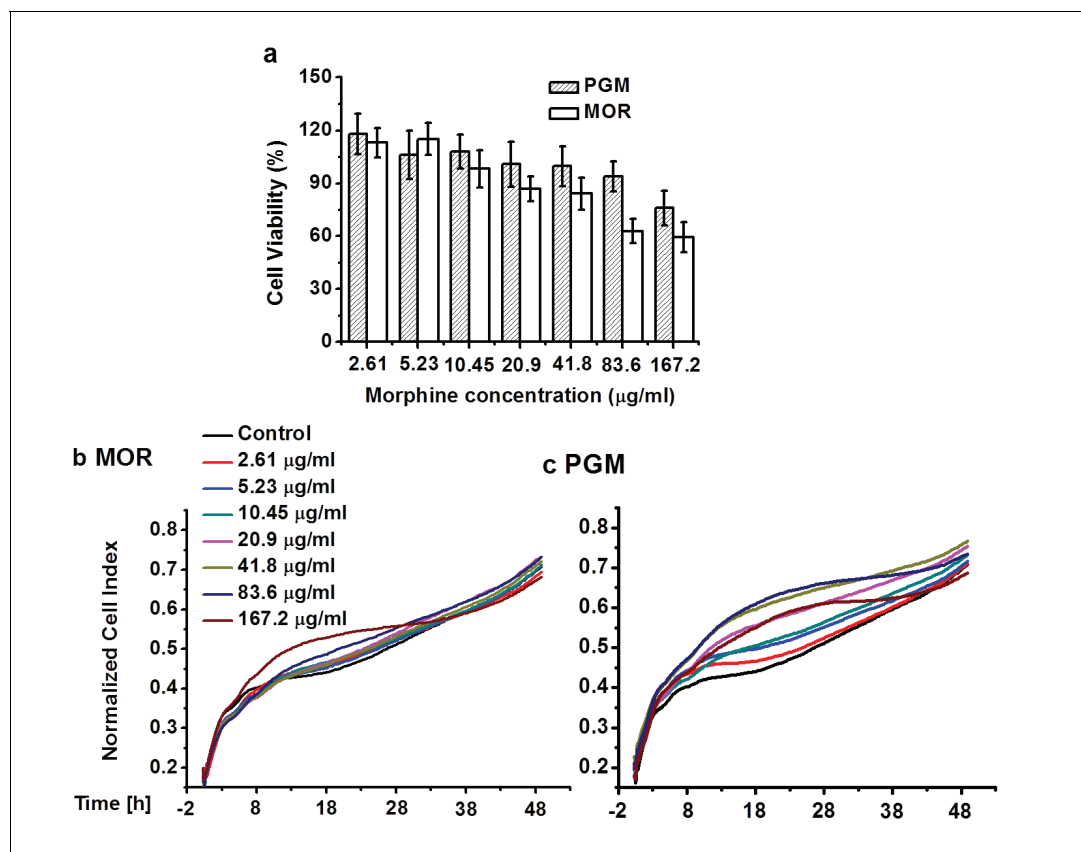 a
150
120
90
60
30
0
Cell Viability (%)
PGM
MOR
2.61 5.23 10.45 20.9 41.8 83.6 167.2
Morphine concentration (µg/ml)
b MOR
Control
2.61 µg/ml
5.23 µg/ml
10.45 µg/ml
20.9 µg/ml
41.8 µg/ml
83.6 µg/ml
167.2 µg/ml
0.8
0.7
0.6
0.5
0.4
0.3
0.2
Normalized Cell Index
Time [h]
-2 8 18 28 38 48
c PGM
0.8
0.7
0.6
0.5
0.4
0.3
0.2
-2 8 18 28 38 48